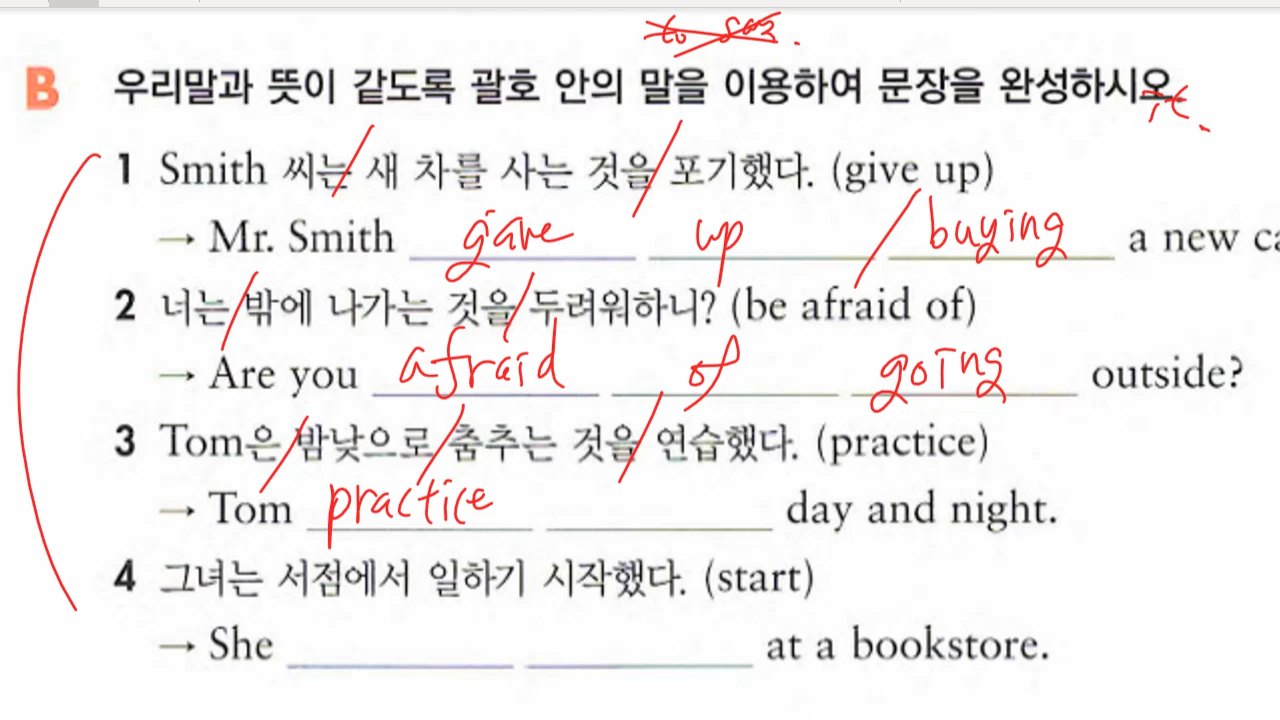 B 우리말과 뜻이 같도록 괄호 안의 말을 이용하여 문장을 완성하시오.
it.
1 Smith 씨는 새 차를 사는 것을 포기했다. (give up)
→ Mr. Smith gave up buying a new
2 너는 밖에 나가는 것을 두려워하니? (be afraid of)
→ Are you afraid of going outside?
3 Tom은 밤낮으로 춤추는 것을 연습했다. (practice)
→ Tom practice day and night.
4 그녀는 서점에서 일하기 시작했다. (start)
→ She at a bookstore.